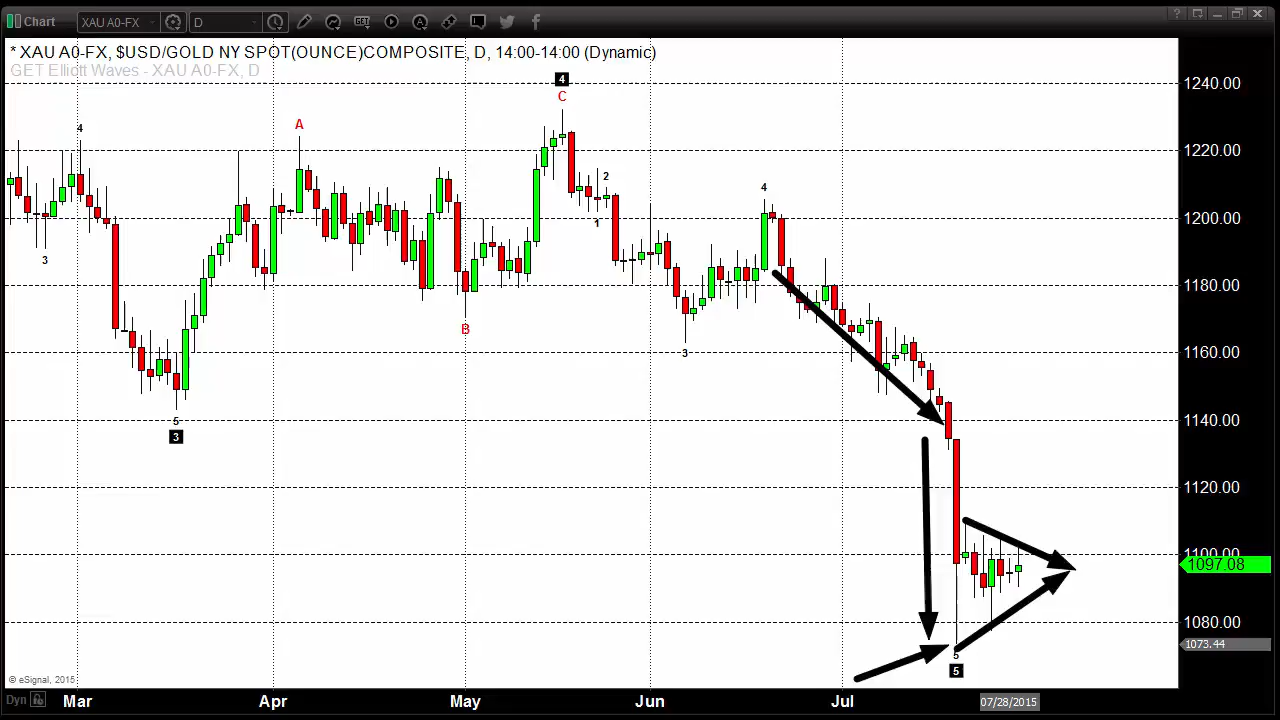 Chart XAU A0-FX D GET A
* XAU A0-FX, $USD/GOLD NY SPOT(OUNCE)COMPOSITE, D, 14:00-14:00 (Dynamic)
GET Elliott Waves - XAU A0-FX, D
4
C
1240.00
A
4
1220.00
2
4
1200.00
1
3
1180.00
B
3
1160.00
5
3
1140.00
1120.00
1100.00
1097.08
1080.00
1073.44
5
5
© eSignal, 2015
Dyn Mar Apr May Jun Jul 07/28/2015